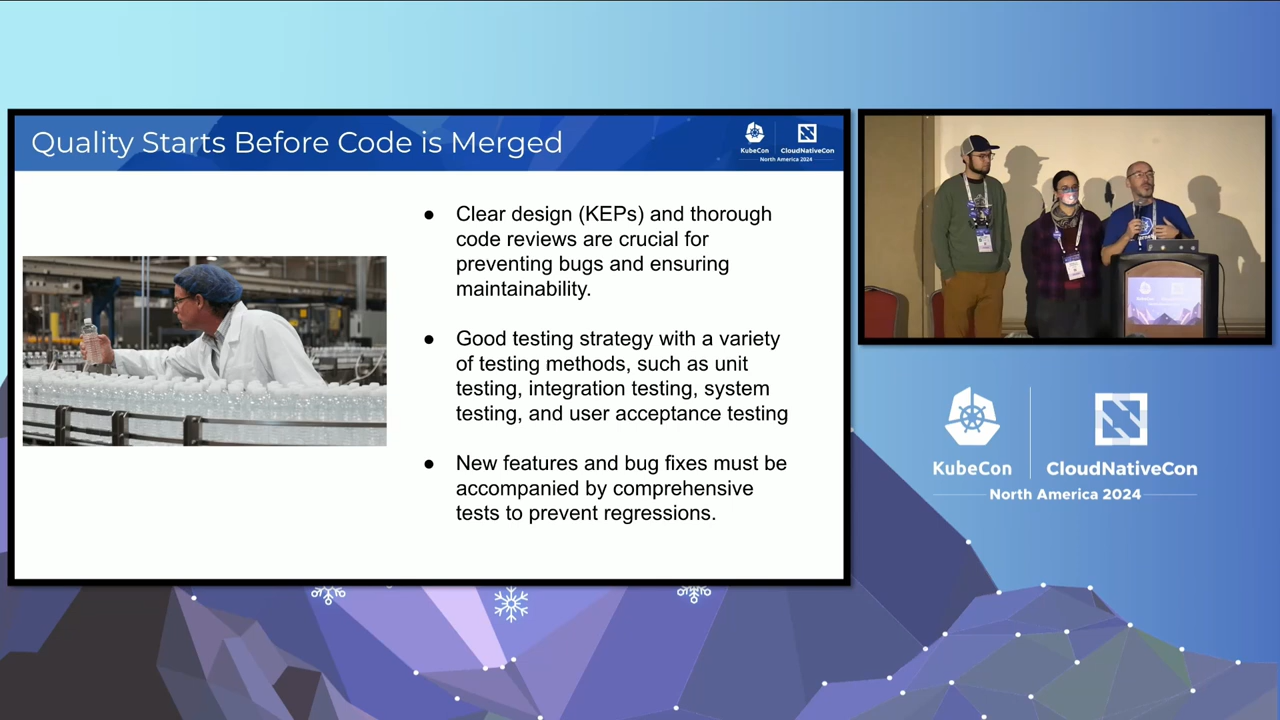 Quality Starts Before Code is Merged
KubeCon
CloudNativeCon
North America 2024
● Clear design (KEPs) and thorough
code reviews are crucial for
preventing bugs and ensuring
maintainability.
● Good testing strategy with a variety
of testing methods, such as unit
testing, integration testing, system
testing, and user acceptance testing
● New features and bug fixes must be
accompanied by comprehensive
tests to prevent regressions.
KubeCon
CloudNativeCon
North America 2024